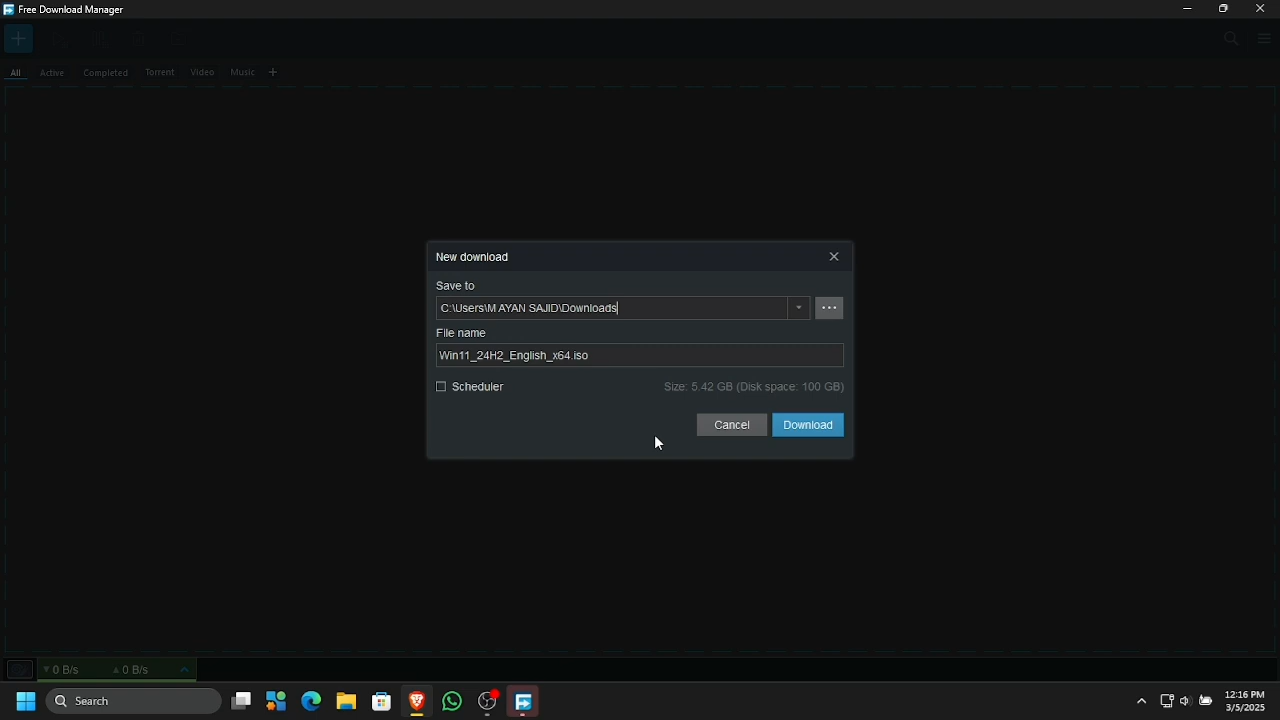 Free Download Manager
All Active Completed Torrent Video Music +
New download
Save to
C:\Users\M AYAN SAJID\Downloads
File name
Win11_24H2_English_x64.iso
Scheduler Size: 5.42 GB (Disk space: 100 GB)
Cancel Download
0 B/s 0 B/s
Search
12:16 PM
3/5/2025